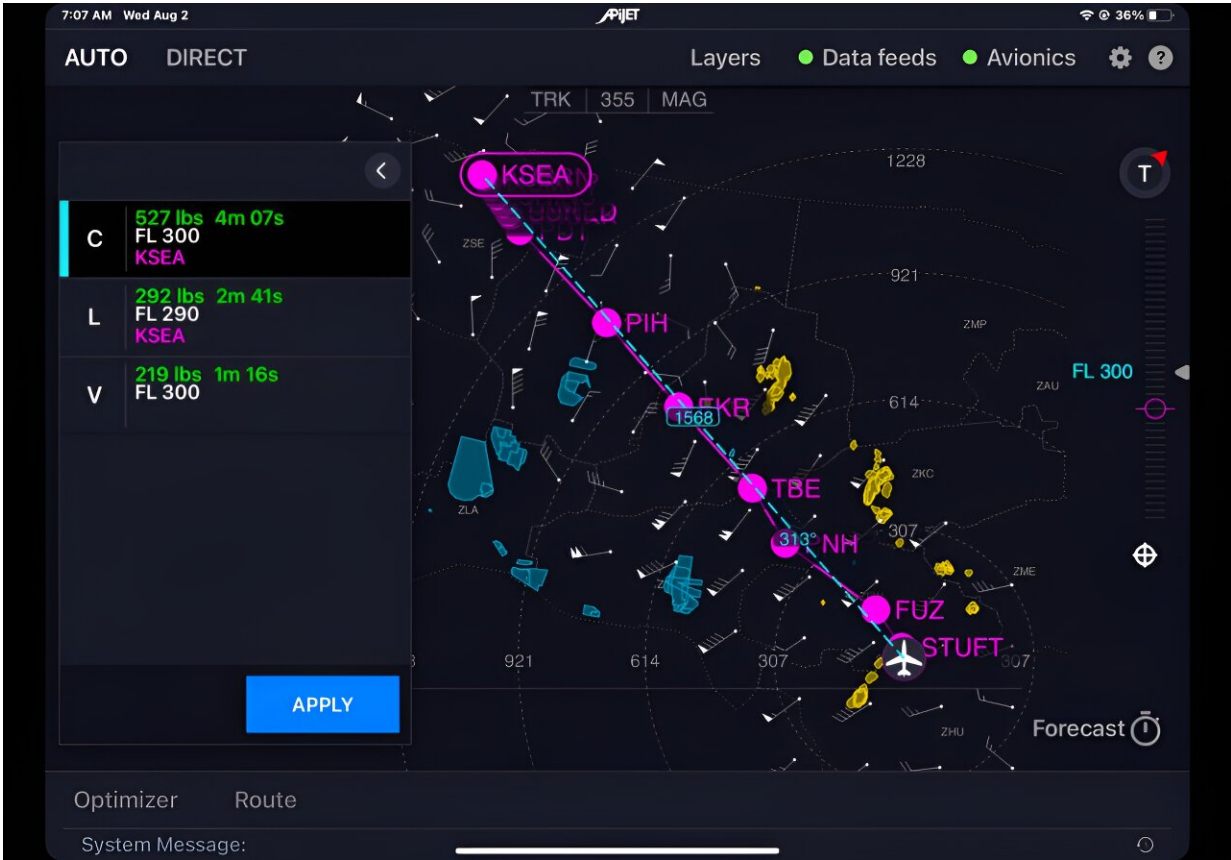 7:07 AM Wed Aug 2
APiJET
36%
AUTO DIRECT
Layers Data feeds Avionics ?
TRK 355 MAG
C
527 lbs 4m 07s
FL 300
KSEA
L
292 lbs 2m 41s
FL 290
KSEA
V
219 lbs 1m 16s
FL 300
APPLY
KSEA
1228
T
PDT
ZSE
921
PIH
ZMP
FL 300
ZAU
614
EKR
1568
TBE
ZKC
ZLA
307
313° NH
ZME
FUZ
STUFT
921 614 307 307
ZHU
Forecast
Optimizer Route
System Message: